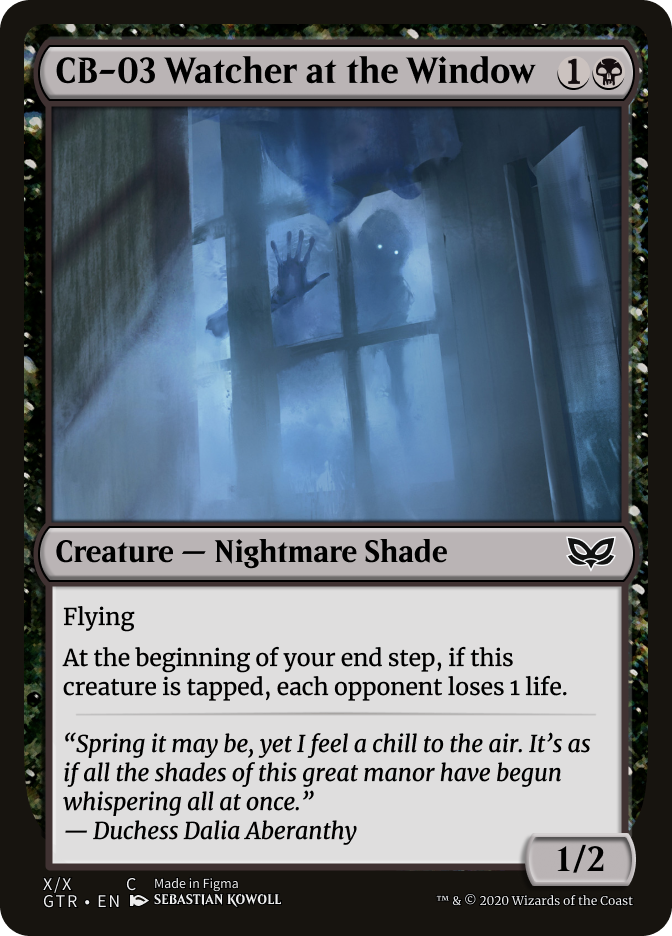 CB-03 Watcher at the Window 1
Creature — Nightmare Shade
Flying
At the beginning of your end step, if this
creature is tapped, each opponent loses 1 life.
“Spring it may be, yet I feel a chill to the air. It’s as
if all the shades of this great manor have begun
whispering all at once.”
— Duchess Dalia Aberanthy
1/2
X/X C Made in Figma
GTR • EN SEBASTIAN KOWOLL ™ & © 2020 Wizards of the Coast